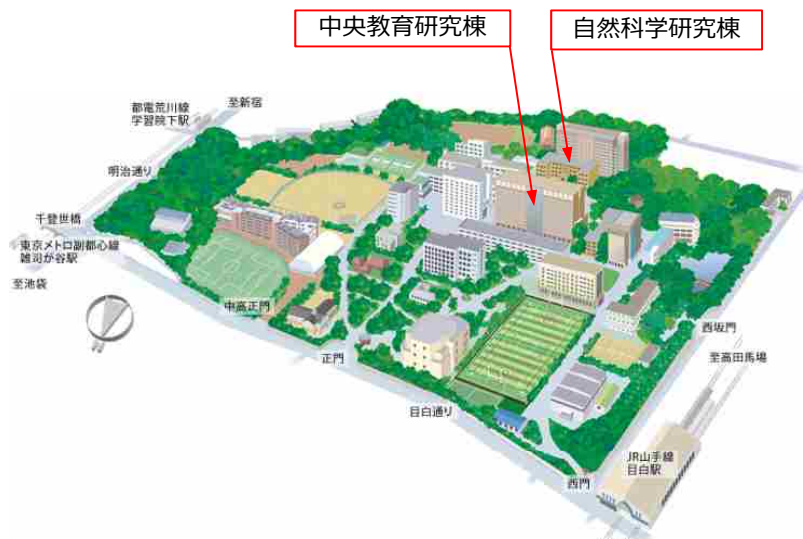 中央教育研究棟
自然科学研究棟
都電荒川線
学習院下駅
至新宿
明治通り
千登世橋
東京メトロ副都心線
雑司が谷駅
至池袋
中高正門
正門
目白通り
西坂門
至高田馬場
JR山手線
目白駅
西門